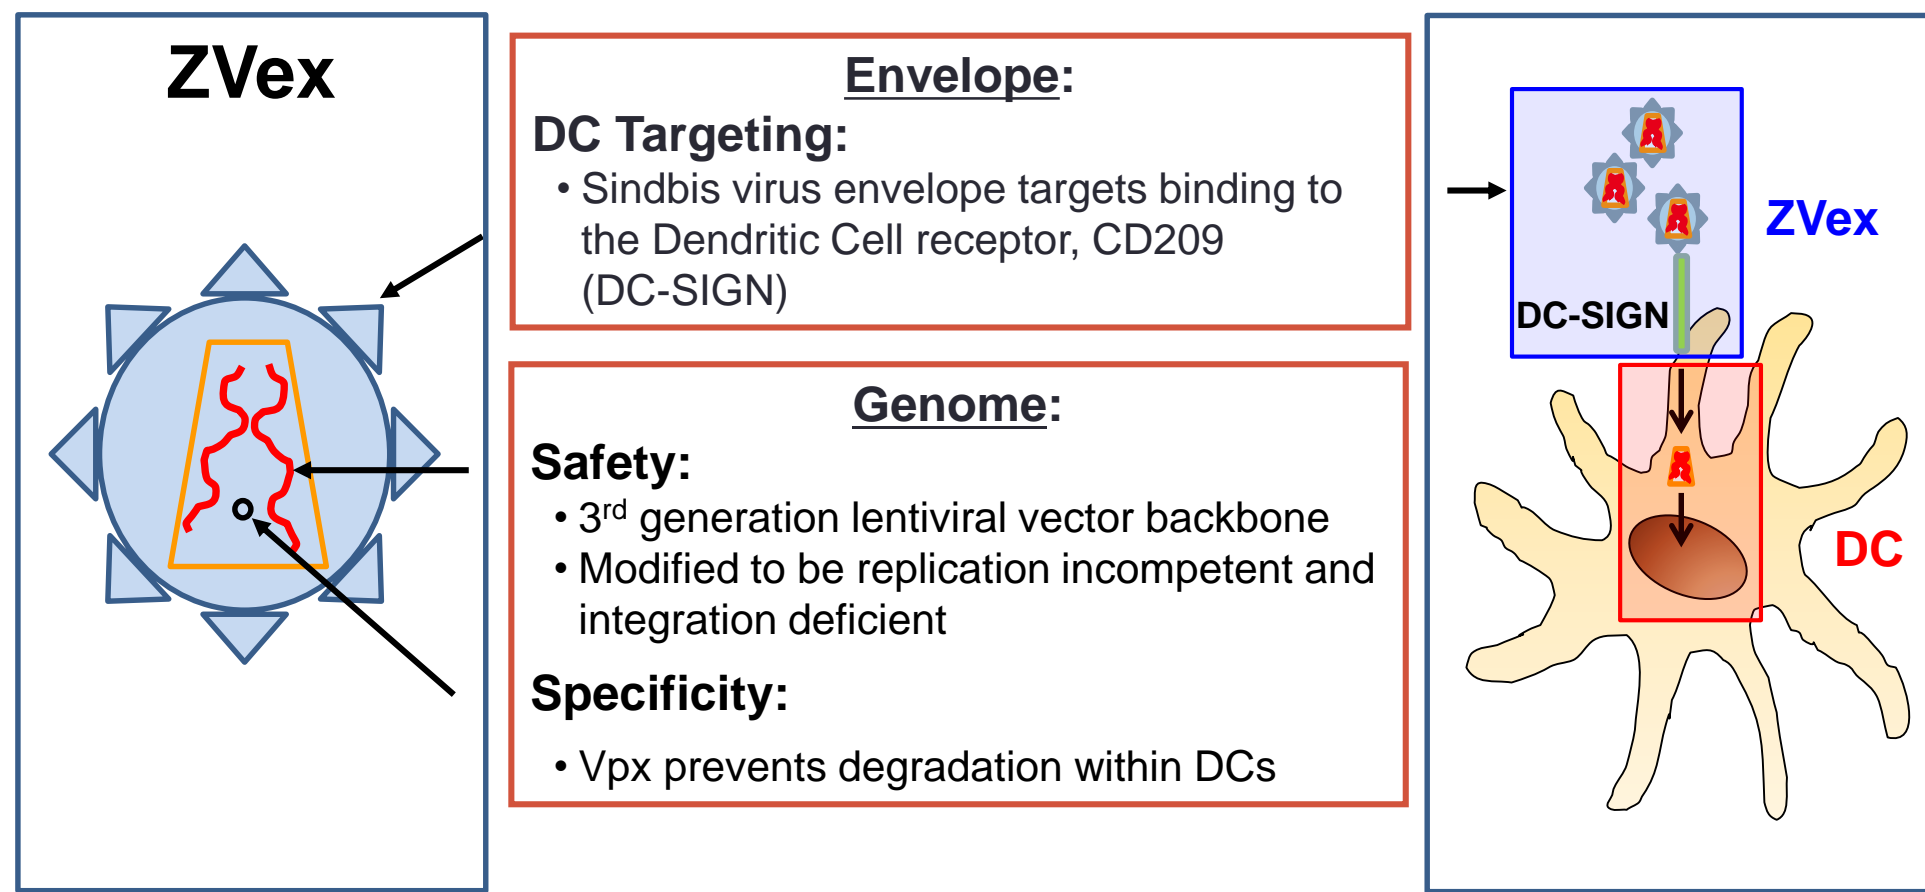 ZVex
Envelope:
DC Targeting:
• Sindbis virus envelope targets binding to
the Dendritic Cell receptor, CD209
(DC-SIGN)
Genome:
Safety:
• 3rd generation lentiviral vector backbone
• Modified to be replication incompetent and
integration deficient
Specificity:
• Vpx prevents degradation within DCs
ZVex
DC-SIGN
DC